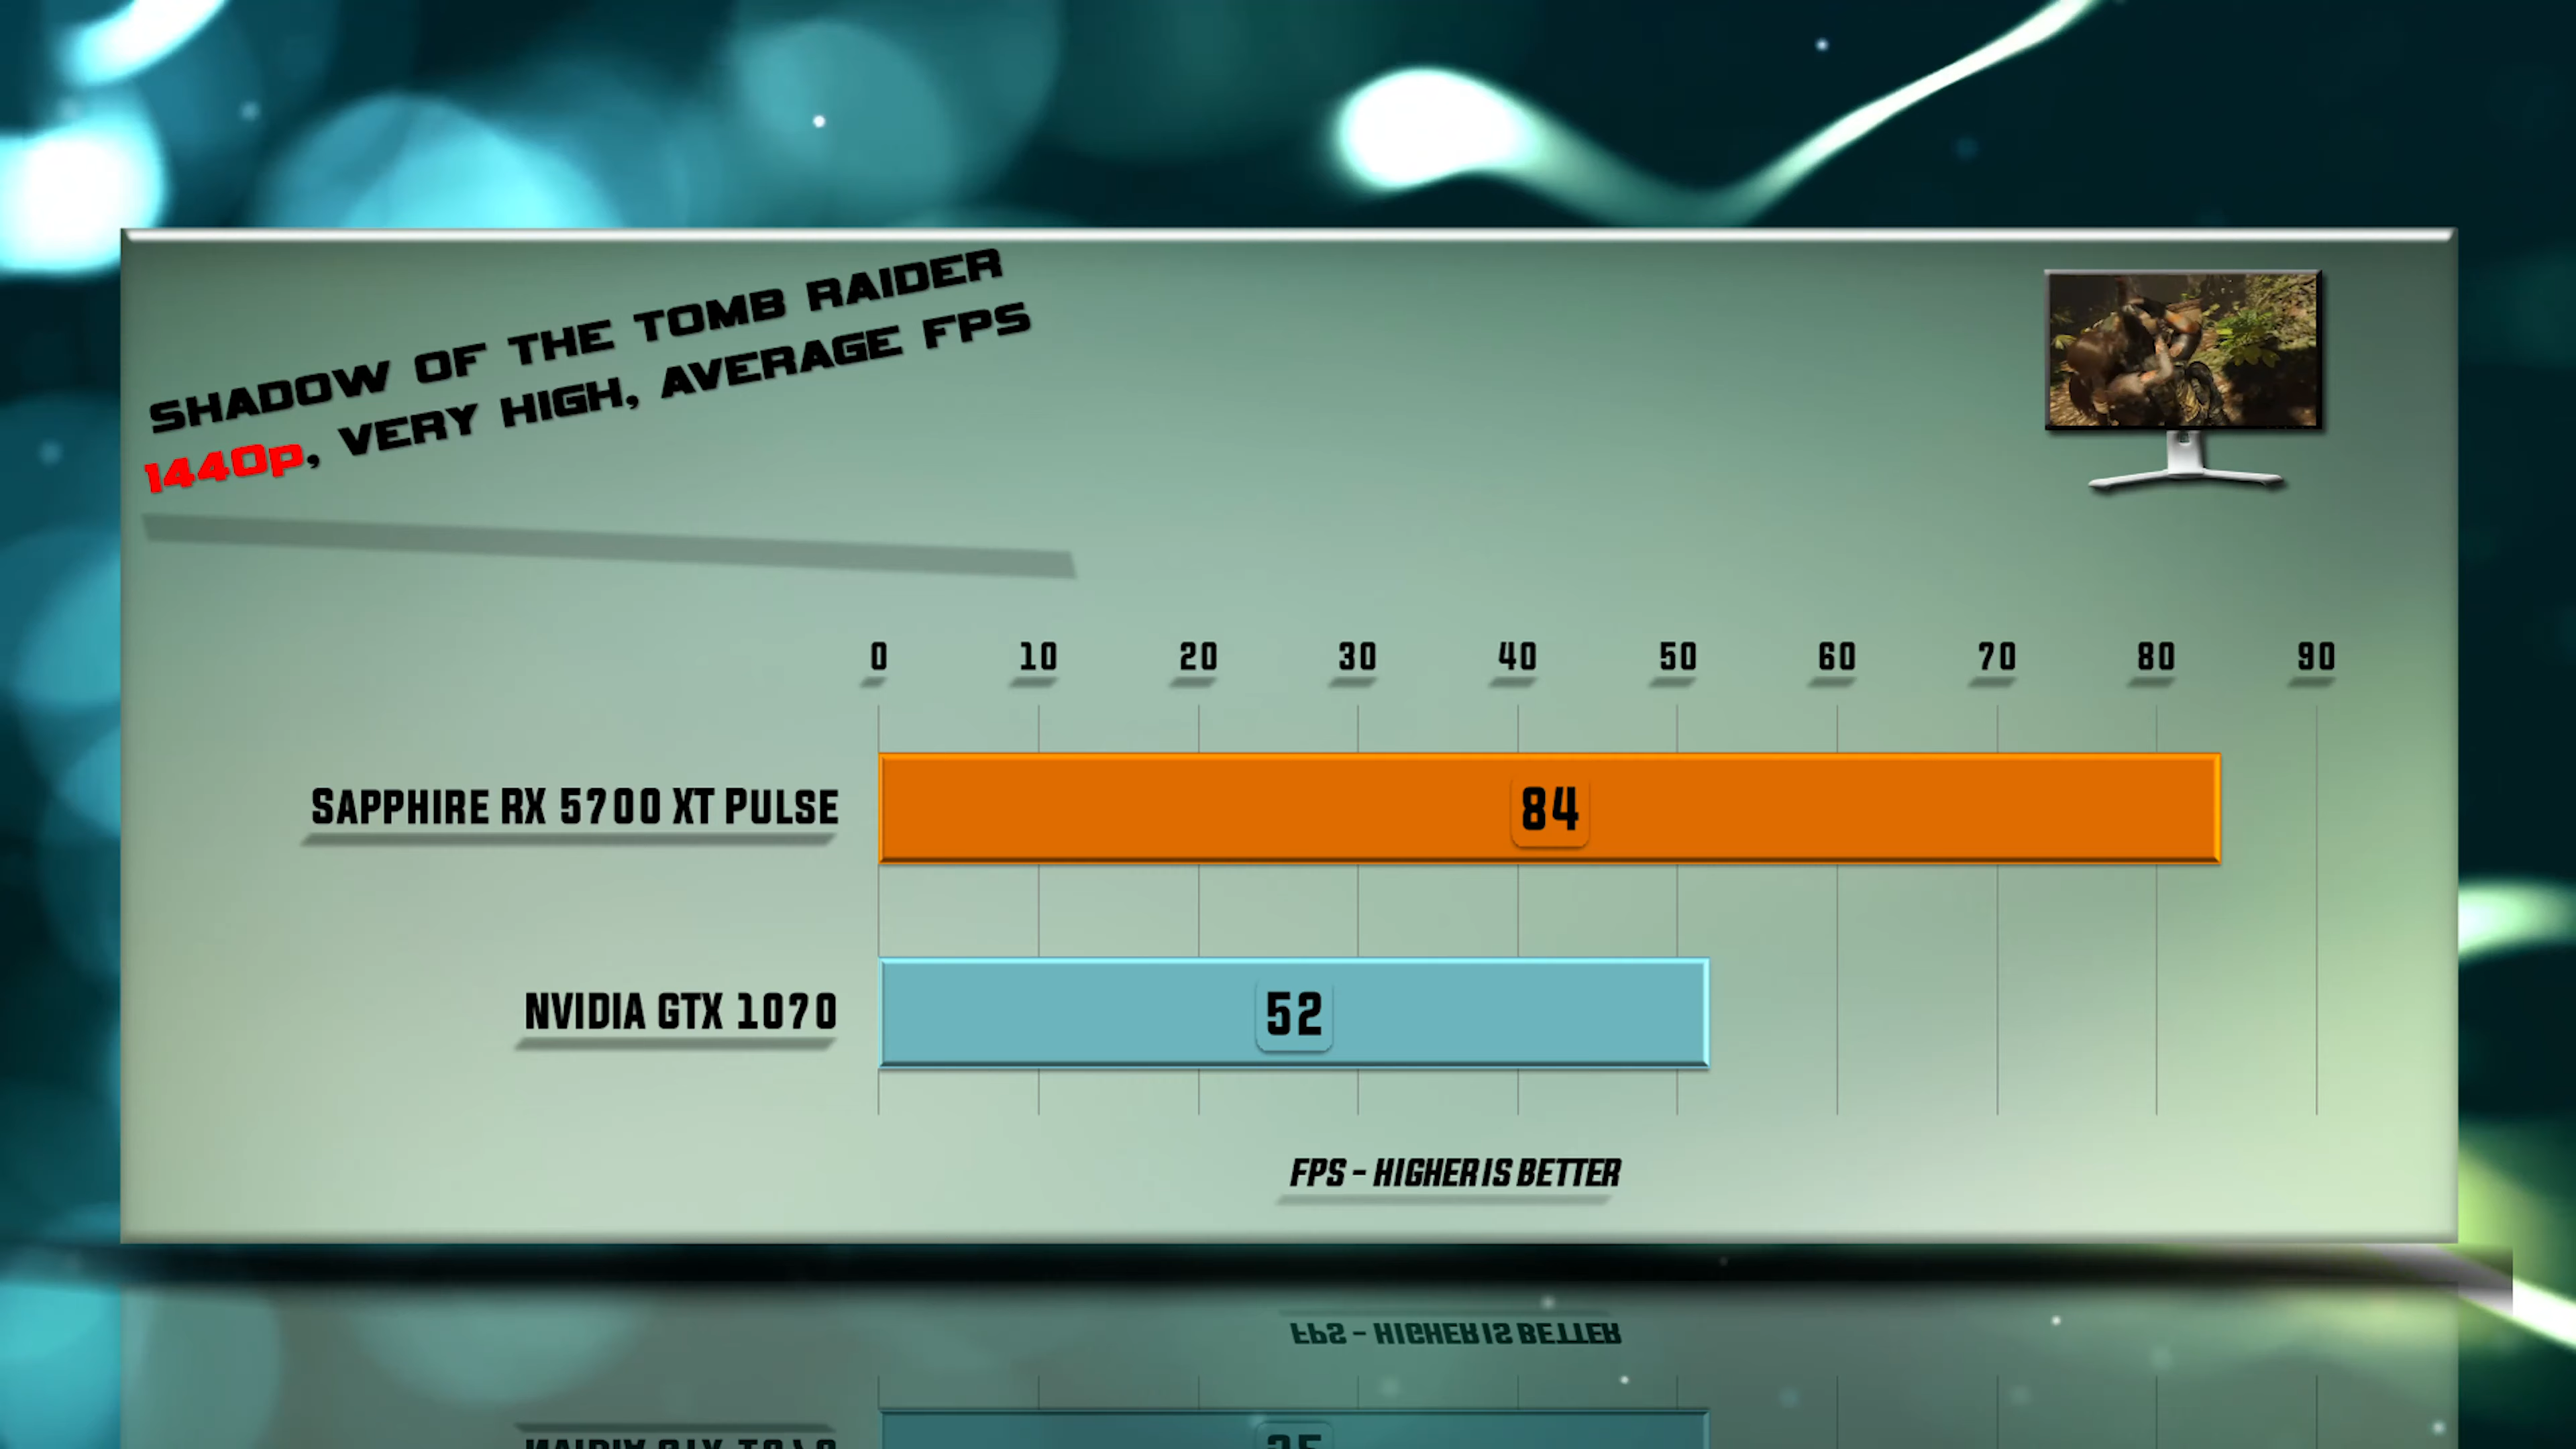 SHADOW OF THE TOMB RAIDER
1440p, VERY HIGH, AVERAGE FPS
0 10 20 30 40 50 60 70 80 90
SAPPHIRE RX 5700 XT PULSE 84
NVIDIA GTX 1070 52
FPS - HIGHER IS BETTER